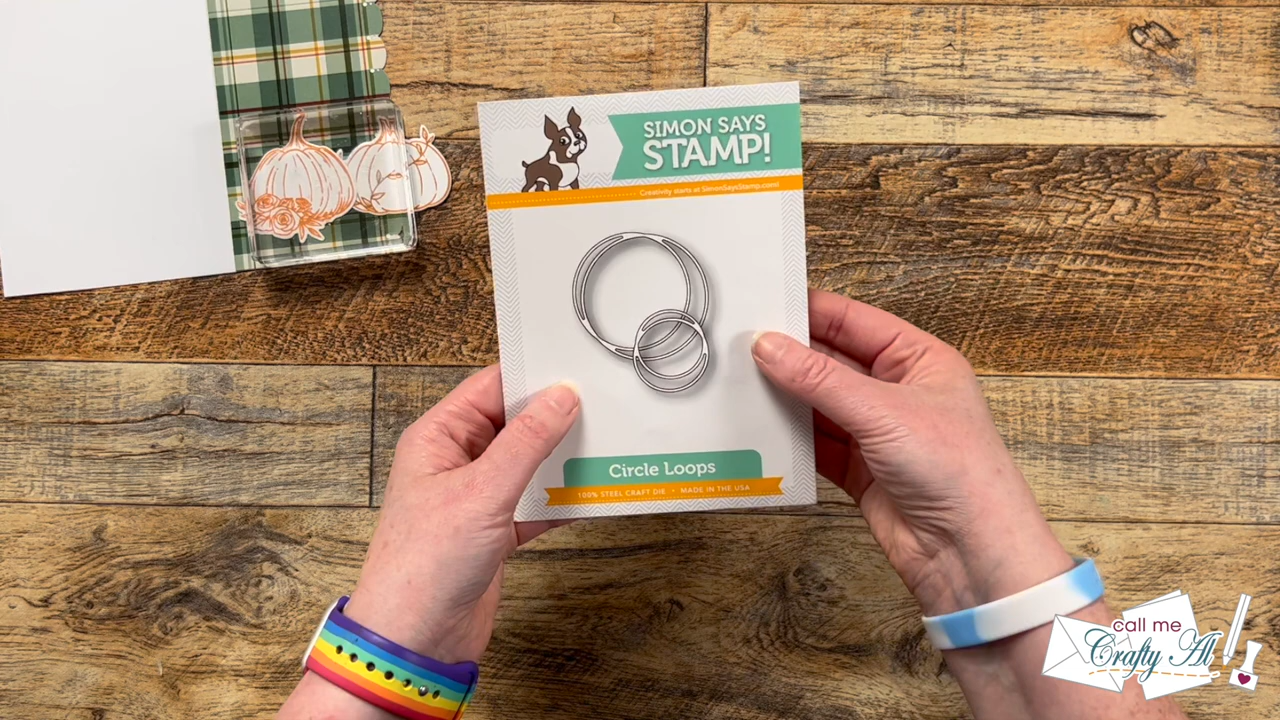 SIMON SAYS
STAMP!
Creativity starts at SimonSaysStamp.com!
Circle Loops
100% STEEL CRAFT DIE • MADE IN THE USA
call me
Crafty Al